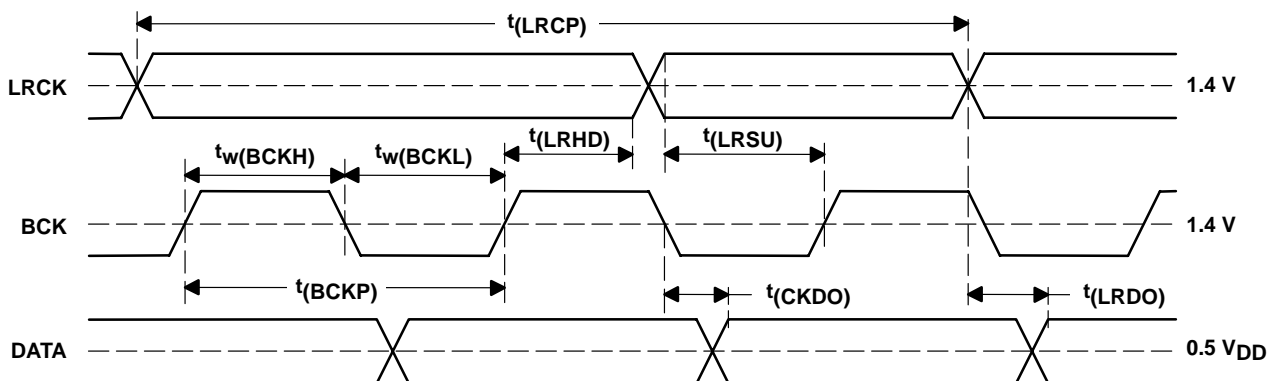 t(LRCP)
LRCK
1.4 V
tw(BCKH)
tw(BCKL)
t(LRHD)
t(LRSU)
BCK
1.4 V
t(BCKP)
t(CKDO)
t(LRDO)
DATA
0.5 VDD